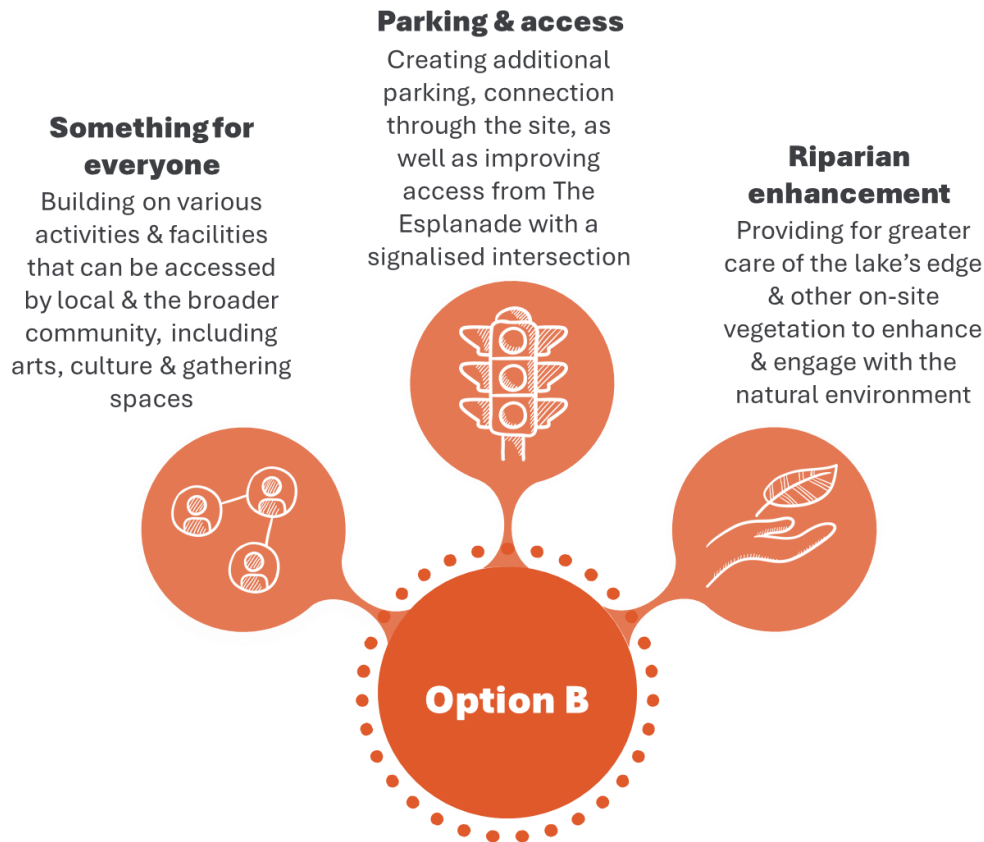 Something for
everyone
Building on various
activities & facilities
that can be accessed
by local & the broader
community, including
arts, culture & gathering
spaces
Parking & access
Creating additional
parking, connection
through the site, as
well as improving
access from The
Esplanade with a
signalised intersection
Riparian
enhancement
Providing for greater
care of the lake’s edge
& other on-site
vegetation to enhance
& engage with the
natural environment
Option B